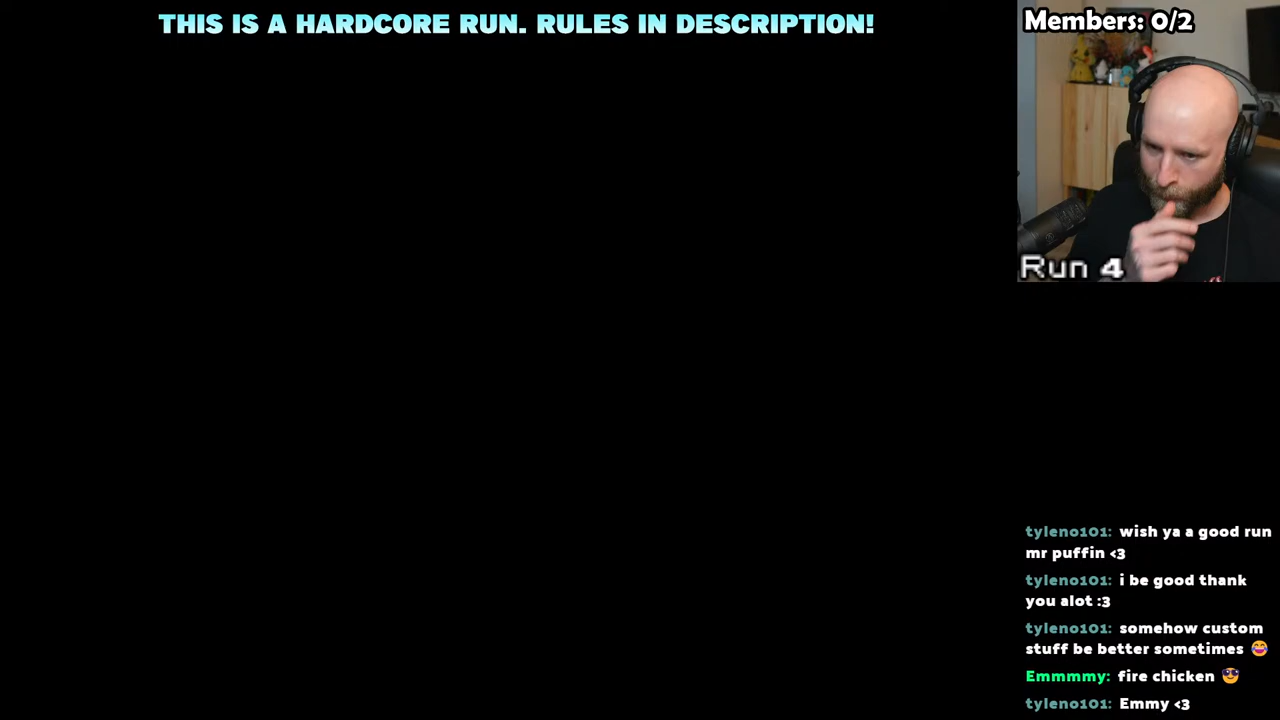 THIS IS A HARDCORE RUN. RULES IN DESCRIPTION!
Members: 0/2
Run 4
tyleno101: wish ya a good run
mr puffin <3
tyleno101: i be good thank
you alot :3
tyleno101: somehow custom
stuff be better sometimes 😂
Emmmmy: fire chicken 😎
tyleno101: Emmy <3